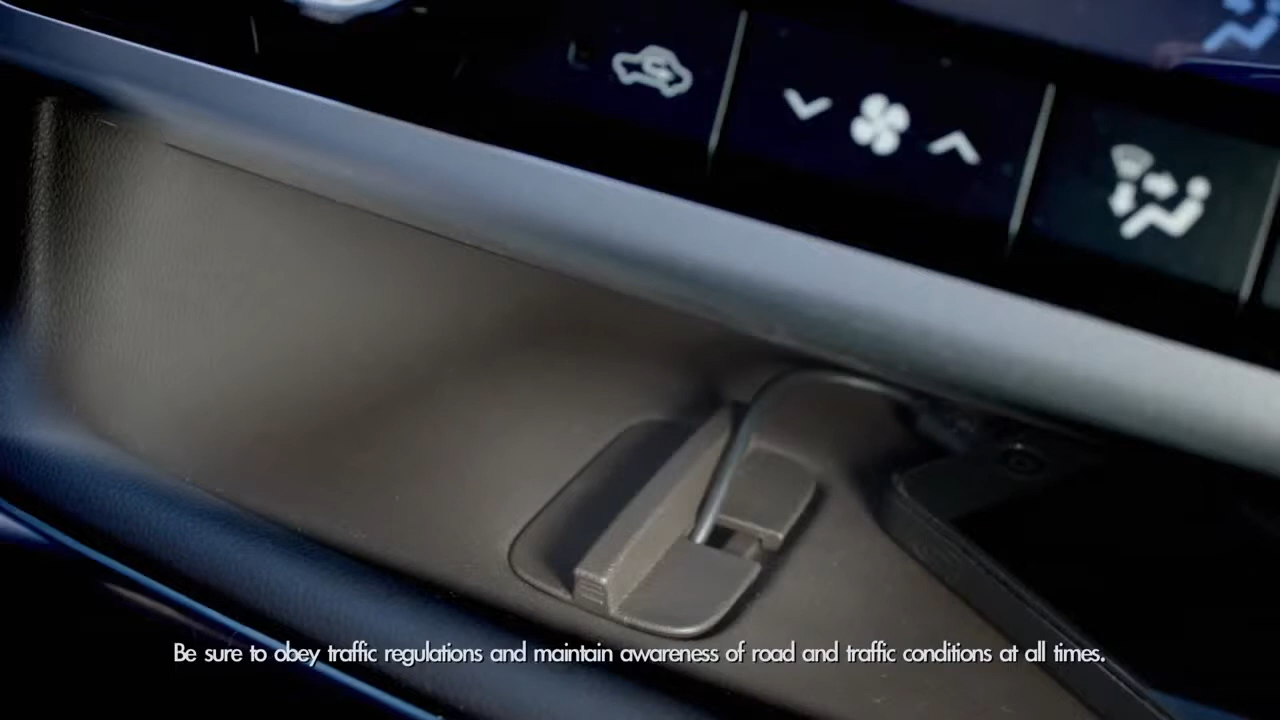 Be sure to obey traffic regulations and maintain awareness of road and traffic conditions at all times.